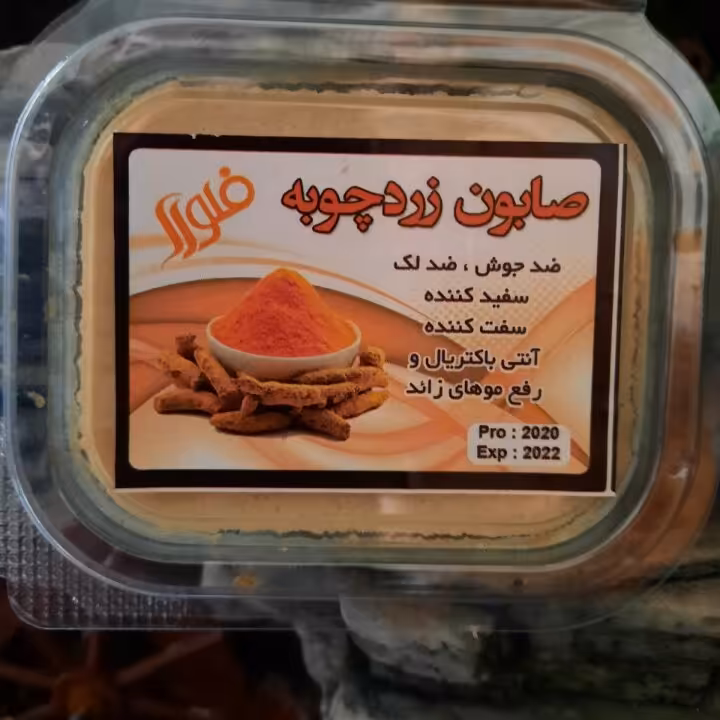 صابون زردچوبه
فلورا
ضد جوش ، ضد لک
سفید کننده
سفت کننده
آنتی باکتریال و
رفع موهای زائد
Pro : 2020
Exp : 2022